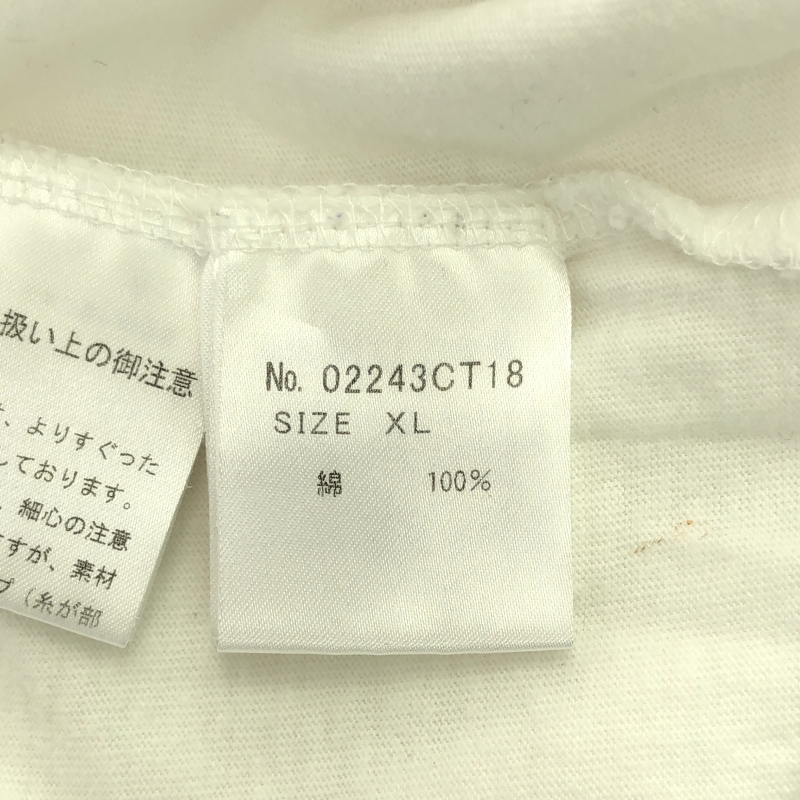 扱い上の御注意
、よりすぐった
しております。
、細心の注意
ますが、素材
プ（糸が部
No. 02243CT18
SIZE XL
綿 100%